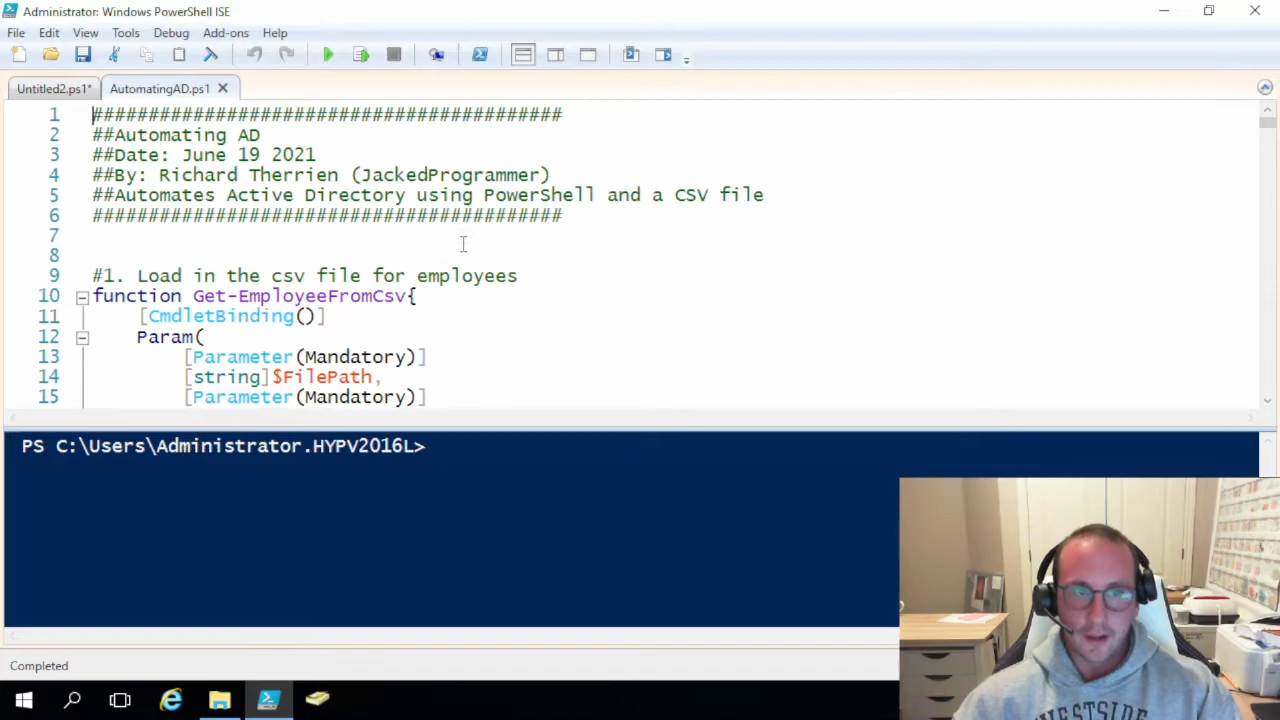 Administrator: Windows PowerShell ISE
File Edit View Tools Debug Add-ons Help
Untitled2.ps1* AutomatingAD.ps1
1 ##########################################
2 ##Automating AD
3 ##Date: June 19 2021
4 ##By: Richard Therrien (JackedProgrammer)
5 ##Automates Active Directory using PowerShell and a CSV file
6 ##########################################
7
8
9 #1. Load in the csv file for employees
10 function Get-EmployeeFromCsv{
11 [CmdletBinding()]
12 Param(
13 [Parameter(Mandatory)]
14 [string]$FilePath,
15 [Parameter(Mandatory)]
PS C:\Users\Administrator.HYPV2016L>
Completed
WESTSIDE